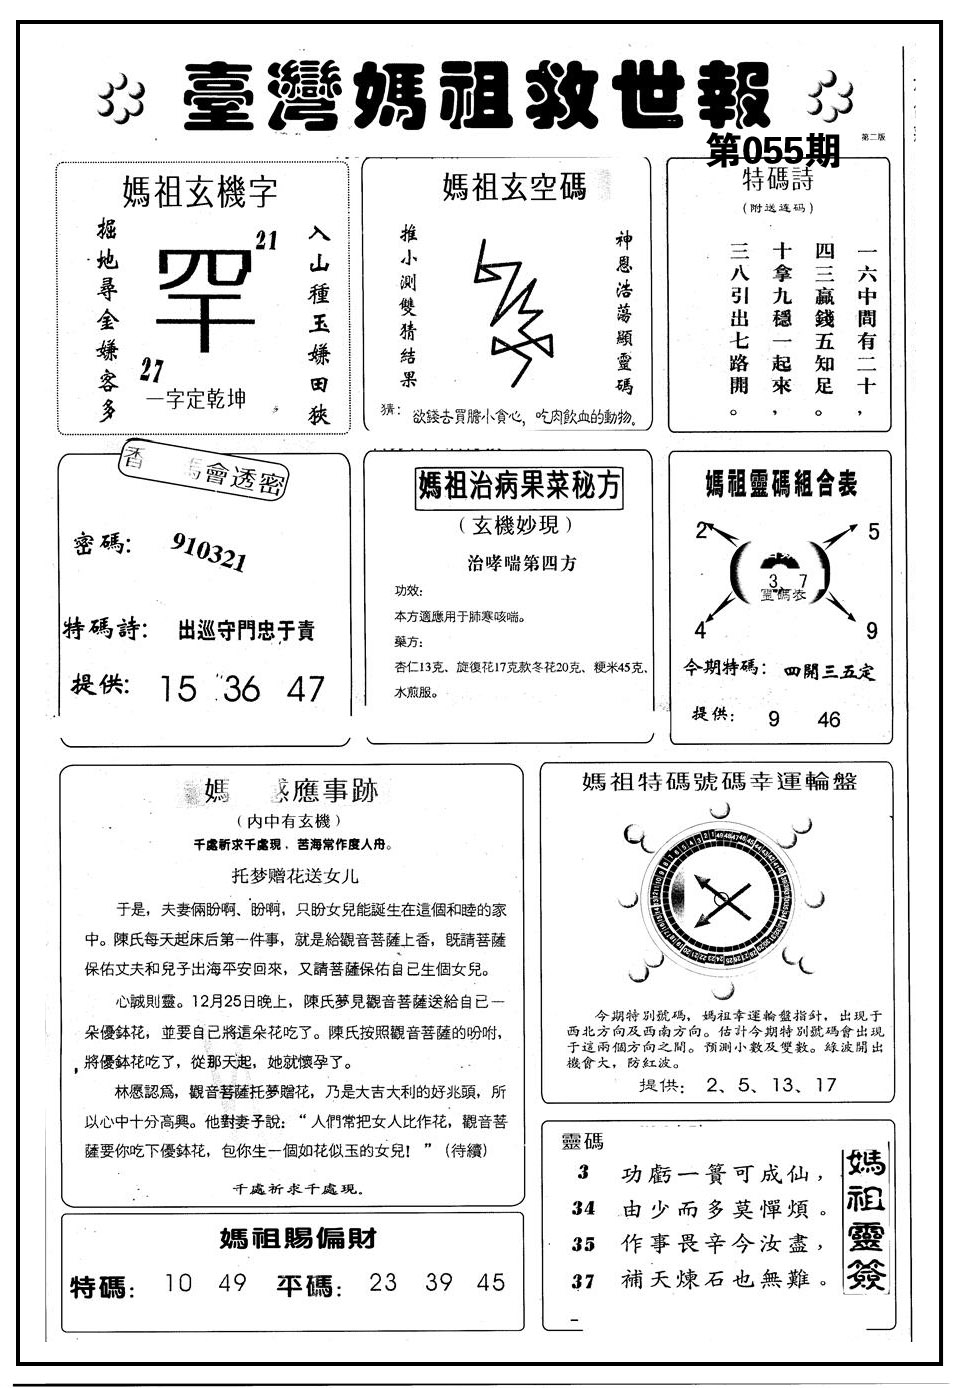 臺灣媽祖救世報
第二版
第055期
媽祖玄機字
入山種玉嫌田狹
掘地尋金嫌客多
21
罕
27
一字定乾坤
媽祖玄空碼
神恩浩蕩顯靈碼
推小測雙猜結果
猜：欲錢去買膽小貪心，吃肉飲血的動物。
特碼詩
（附送连码）
一六中間有二十，
四三贏錢五知足。
十拿九穩一起來，
三八引出七路開。
香 馬會透密
密碼： 910321
特碼詩： 出巡守門忠于責
提供： 15 36 47
媽祖治病果菜秘方
（玄機妙現）
治哮喘第四方
功效：
本方適應用于肺寒咳喘。
藥方：
杏仁13克、旋復花17克款冬花20克、粳米45克、
水煎服。
媽祖靈碼組合表
2 5
3 7
靈碼表
4 9
今期特碼： 四開三五定
提供： 9 46
媽 感應事跡
（内中有玄機）
千處祈求千處現，苦海常作度人舟。
托梦赠花送女儿
于是，夫妻倆盼啊、盼啊，只盼女兒能誕生在這個和睦的家
中。陳氏每天起床后第一件事，就是給觀音菩薩上香，既請菩薩
保佑丈夫和兒子出海平安回來，又請菩薩保佑自己生個女兒。
心誠則靈。12月25日晚上，陳氏夢見觀音菩薩送給自己一
朵優鉢花，並要自己將這朵花吃了。陳氏按照觀音菩薩的吩咐，
將優鉢花吃了，從那天起，她就懷孕了。
林愿認爲，觀音菩薩托夢贈花，乃是大吉大利的好兆頭，所
以心中十分高興。他對妻子說：“人們常把女人比作花，觀音菩
薩要你吃下優鉢花，包你生一個如花似玉的女兒！”（待續）
千處祈求千處現。
媽祖特碼號碼幸運輪盤
今期特別號碼，媽祖幸運輪盤指針，出現于
西北方向及西南方向。估計今期特別號碼會出現
于這兩個方向之間。預測小數及雙數。綠波開出
機會大，防紅波。
提供： 2、5、13、17
媽祖賜偏財
特碼： 10 49 平碼： 23 39 45
靈碼
媽祖靈簽
3 功虧一簣可成仙，
34 由少而多莫憚煩。
35 作事畏辛今汝盡，
37 補天煉石也無難。